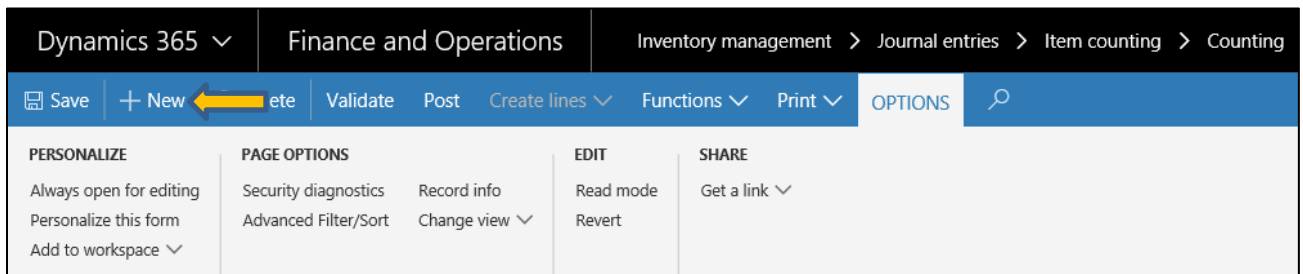 Dynamics 365 Finance and Operations Inventory management > Journal entries > Item counting > Counting
Save + New ete Validate Post Create lines Functions Print OPTIONS
PERSONALIZE PAGE OPTIONS EDIT SHARE
Always open for editing Security diagnostics Record info Read mode Get a link
Personalize this form Advanced Filter/Sort Change view Revert
Add to workspace